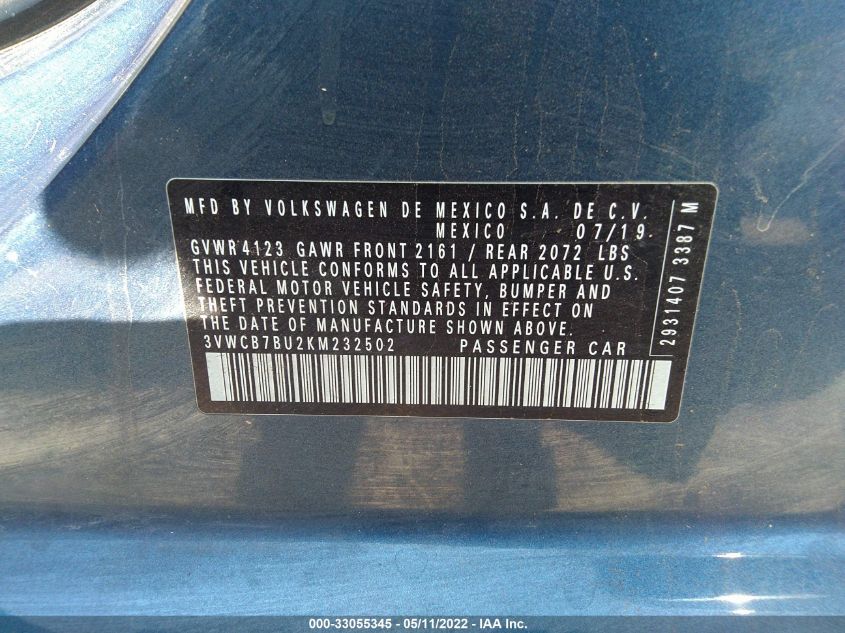 MFD BY VOLKSWAGEN DE MEXICO S.A. DE C.V.
MEXICO 07/19
GVWR 4123 GAWR FRONT 2161 / REAR 2072 LBS
THIS VEHICLE CONFORMS TO ALL APPLICABLE U.S.
FEDERAL MOTOR VEHICLE SAFETY, BUMPER AND
THEFT PREVENTION STANDARDS IN EFFECT ON
THE DATE OF MANUFACTURE SHOWN ABOVE.
3VWCB7BU2KM232502 PASSENGER CAR
2931407 3387 M
000-33055345 - 05/11/2022 - IAA Inc.